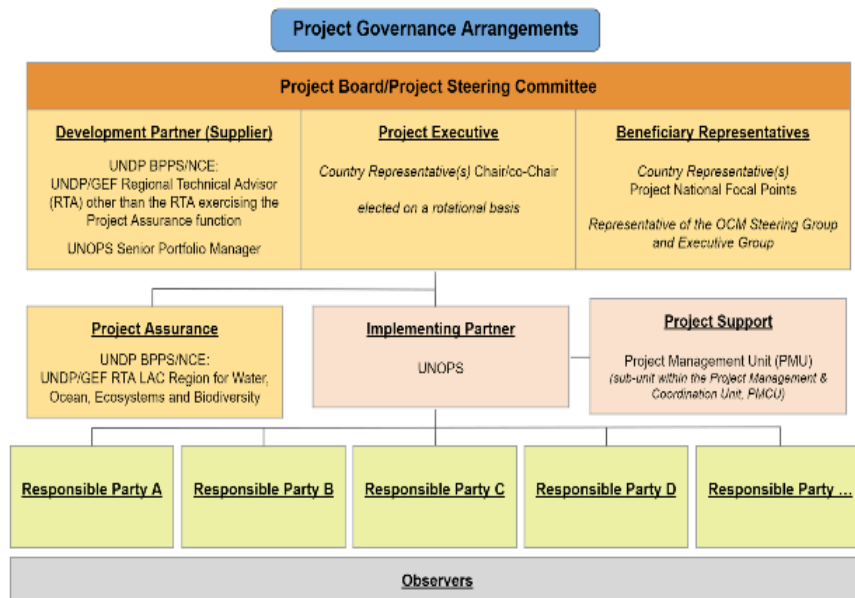 Project Governance Arrangements
Project Board/Project Steering Committee
Development Partner (Supplier)
UNDP BPPS/NCE:
UNDP/GEF Regional Technical Advisor
(RTA) other than the RTA exercising the
Project Assurance function
UNOPS Senior Portfolio Manager
Project Executive
Country Representative(s) Chair/co-Chair
elected on a rotational basis
Beneficiary Representatives
Country Representative(s)
Project National Focal Points
Representative of the OCM Steering Group
and Executive Group
Project Assurance
UNDP BPPS/NCE:
UNDP/GEF RTA LAC Region for Water,
Ocean, Ecosystems and Biodiversity
Implementing Partner
UNOPS
Project Support
Project Management Unit (PMU)
(sub-unit within the Project Management &
Coordination Unit, PMCU)
Responsible Party A
Responsible Party B
Responsible Party C
Responsible Party D
Responsible Party ...
Observers